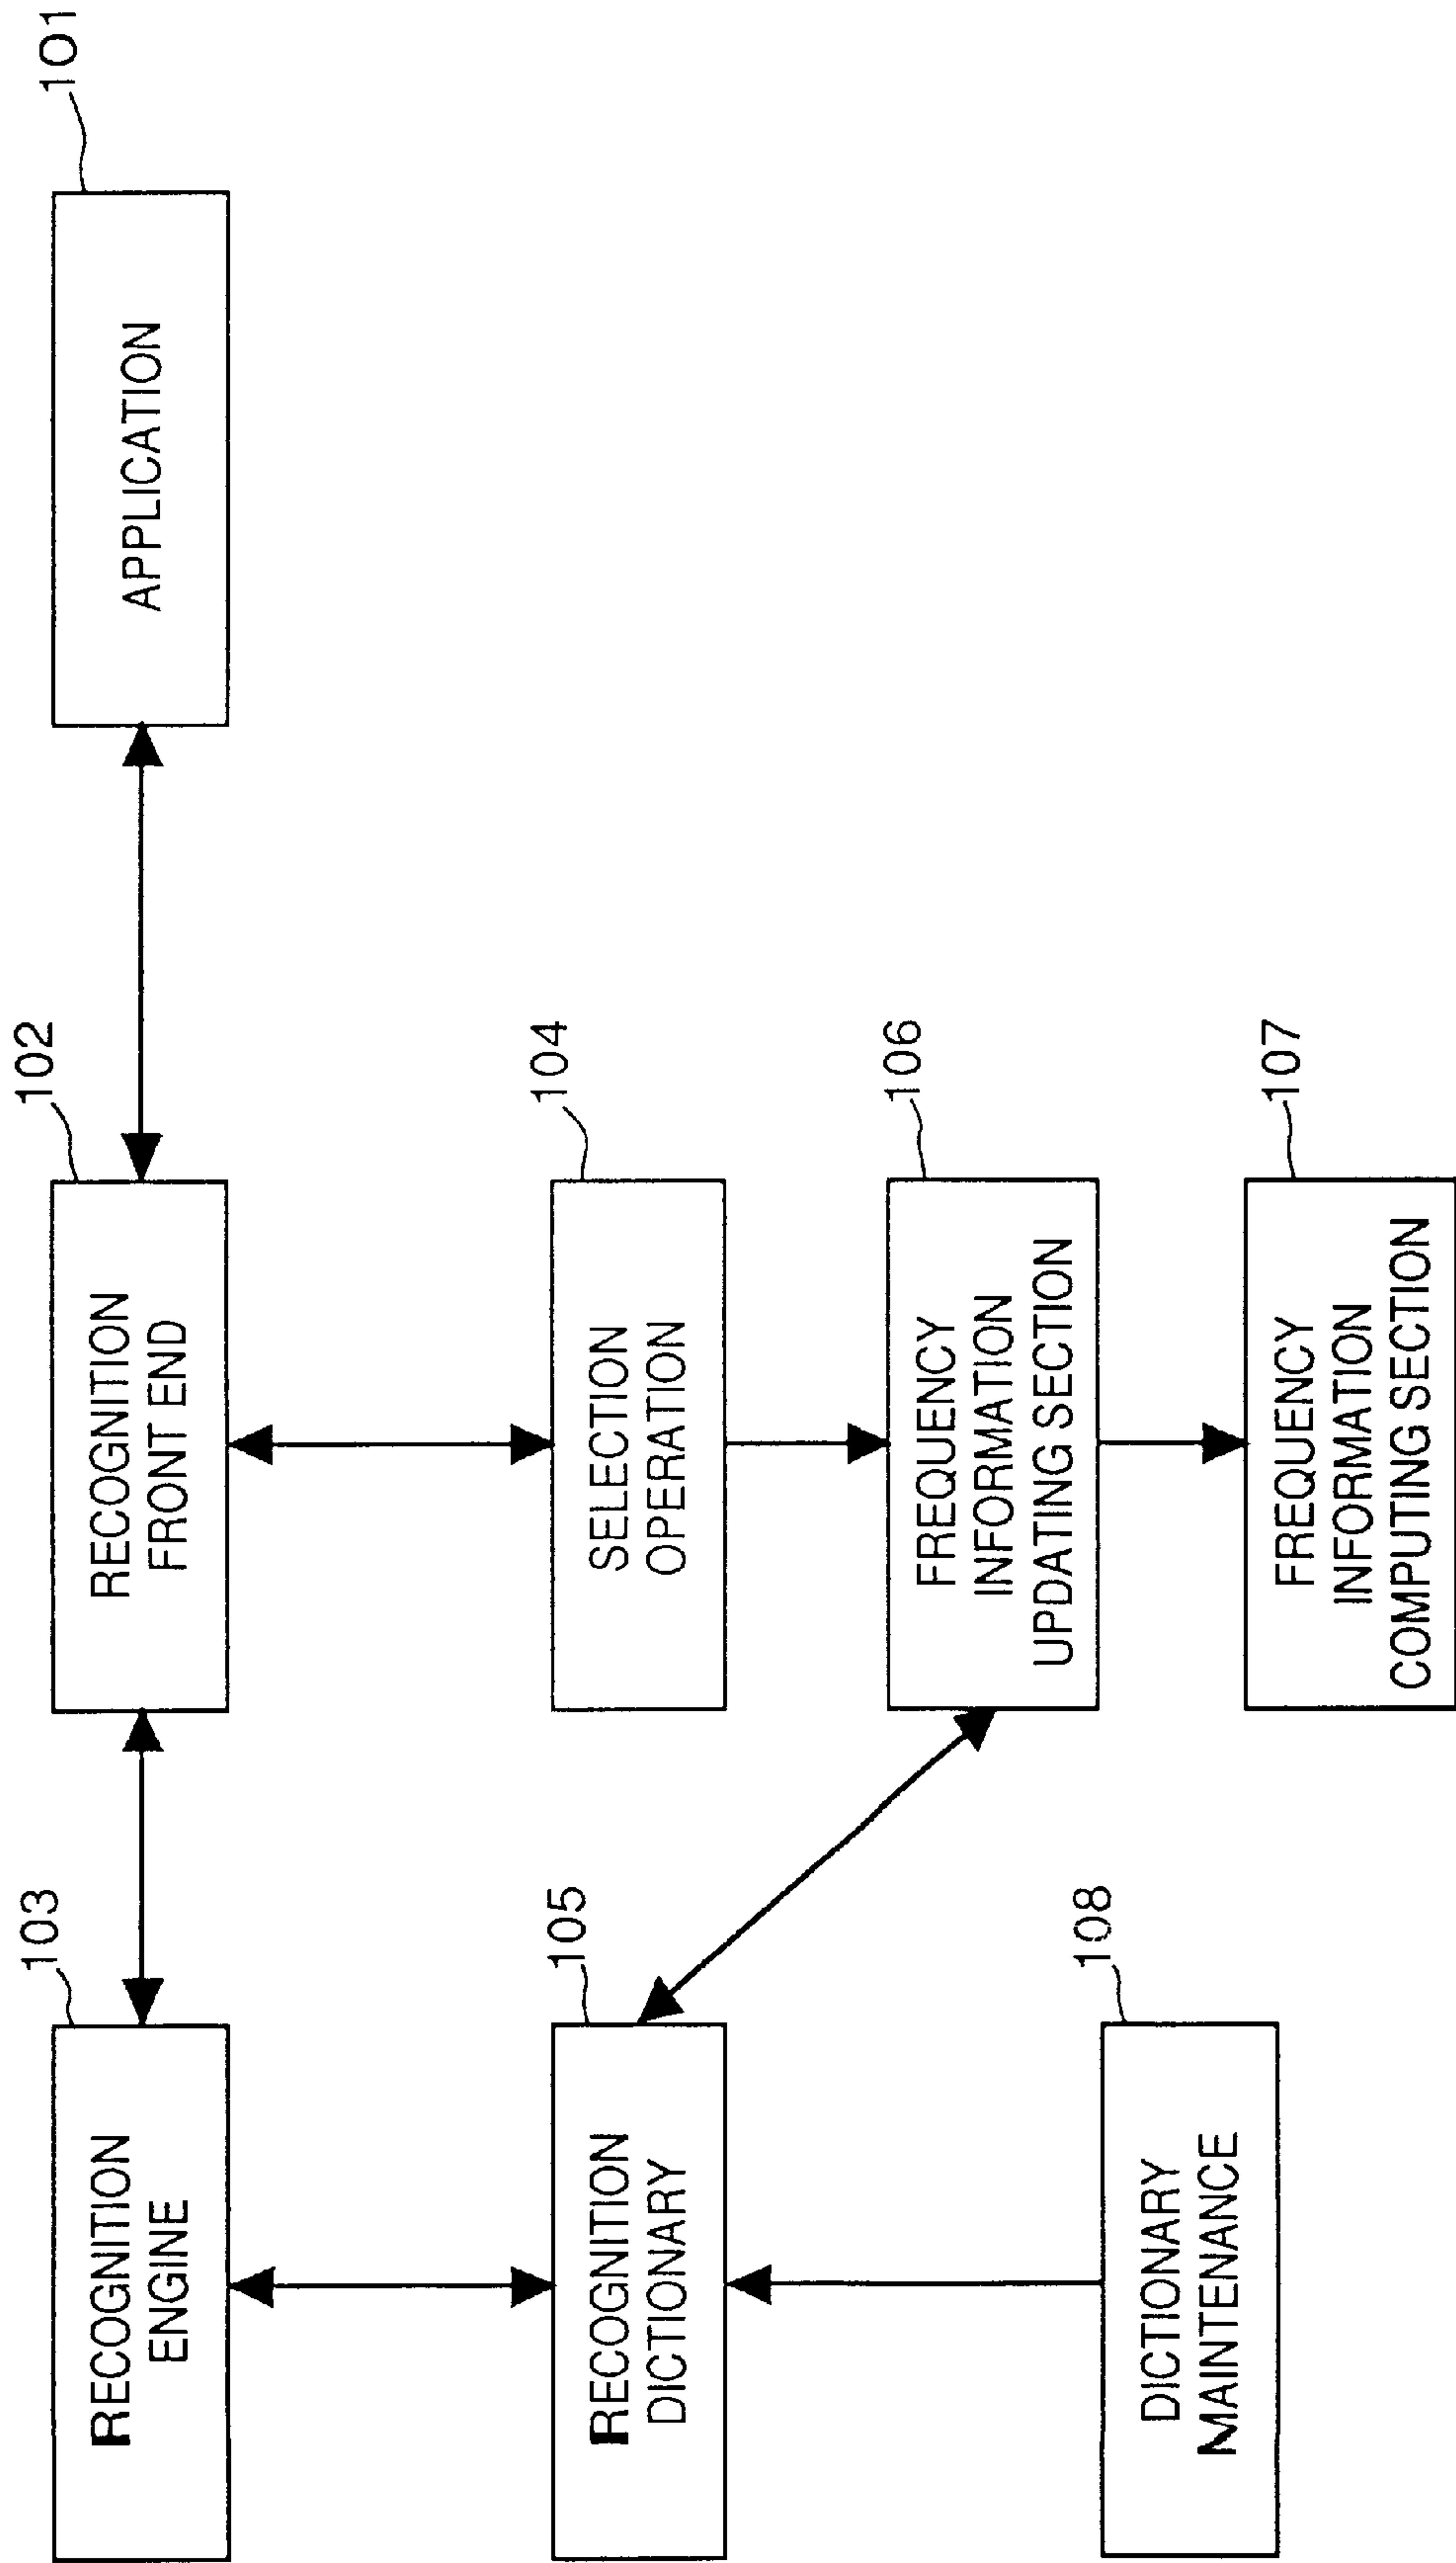 103
RECOGNITION
ENGINE
102
RECOGNITION
FRONT END
101
APPLICATION
105
RECOGNITION
DICTIONARY
104
SELECTION
OPERATION
106
FREQUENCY
INFORMATION
UPDATING SECTION
108
DICTIONARY
MAINTENANCE
107
FREQUENCY
INFORMATION
COMPUTING SECTION